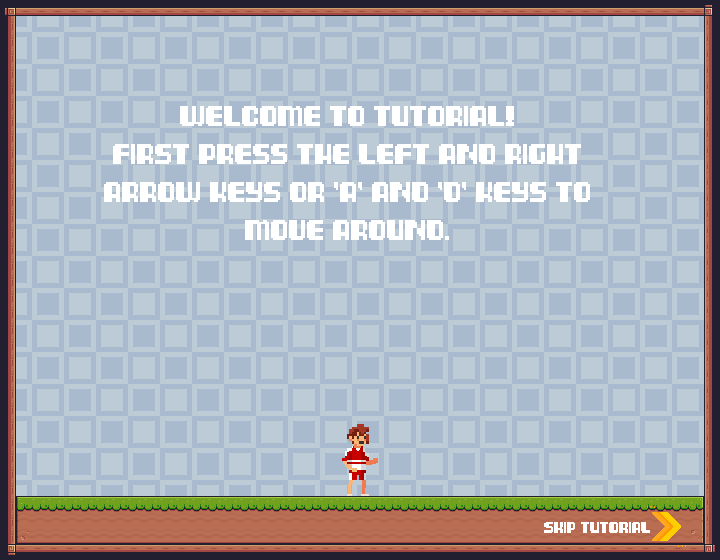 WELCOME TO TUTORIAL!
FIRST PRESS THE LEFT AND RIGHT
ARROW KEYS OR 'A' AND 'D' KEYS TO
MOVE AROUND.
SKIP TUTORIAL